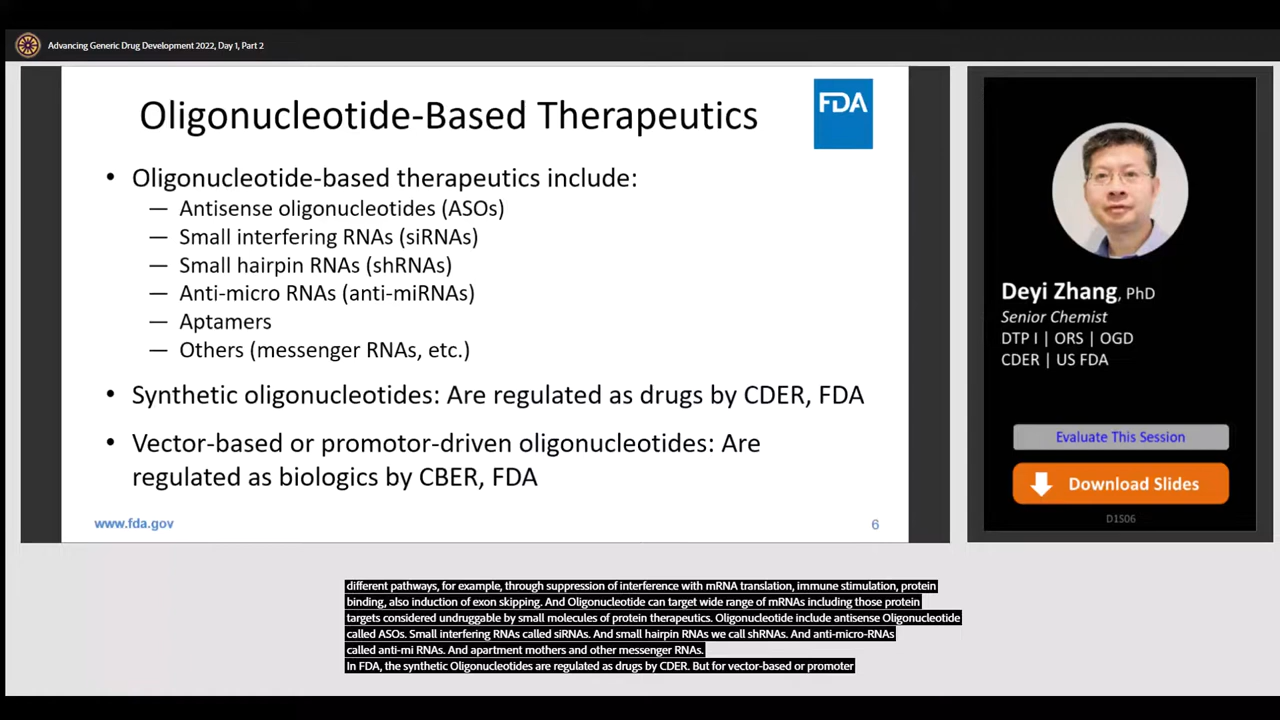 Advancing Generic Drug Development 2022, Day 1, Part 2
Oligonucleotide-Based Therapeutics
FDA
• Oligonucleotide-based therapeutics include:
— Antisense oligonucleotides (ASOs)
— Small interfering RNAs (siRNAs)
— Small hairpin RNAs (shRNAs)
— Anti-micro RNAs (anti-miRNAs)
— Aptamers
— Others (messenger RNAs, etc.)
• Synthetic oligonucleotides: Are regulated as drugs by CDER, FDA
• Vector-based or promotor-driven oligonucleotides: Are
regulated as biologics by CBER, FDA
www.fda.gov
6
Deyi Zhang, PhD
Senior Chemist
DTP I | ORS | OGD
CDER | US FDA
Evaluate This Session
Download Slides
D1S06
different pathways, for example, through suppression of interference with mRNA translation, immune stimulation, protein
binding, also induction of exon skipping. And Oligonucleotide can target wide range of mRNAs including those protein
targets considered undruggable by small molecules of protein therapeutics. Oligonucleotide include antisense Oligonucleotide
called ASOs. Small interfering RNAs called siRNAs. And small hairpin RNAs we call shRNAs. And anti-micro-RNAs
called anti-mi RNAs. And apartment mothers and other messenger RNAs.
In FDA, the synthetic Oligonucleotides are regulated as drugs by CDER. But for vector-based or promoter